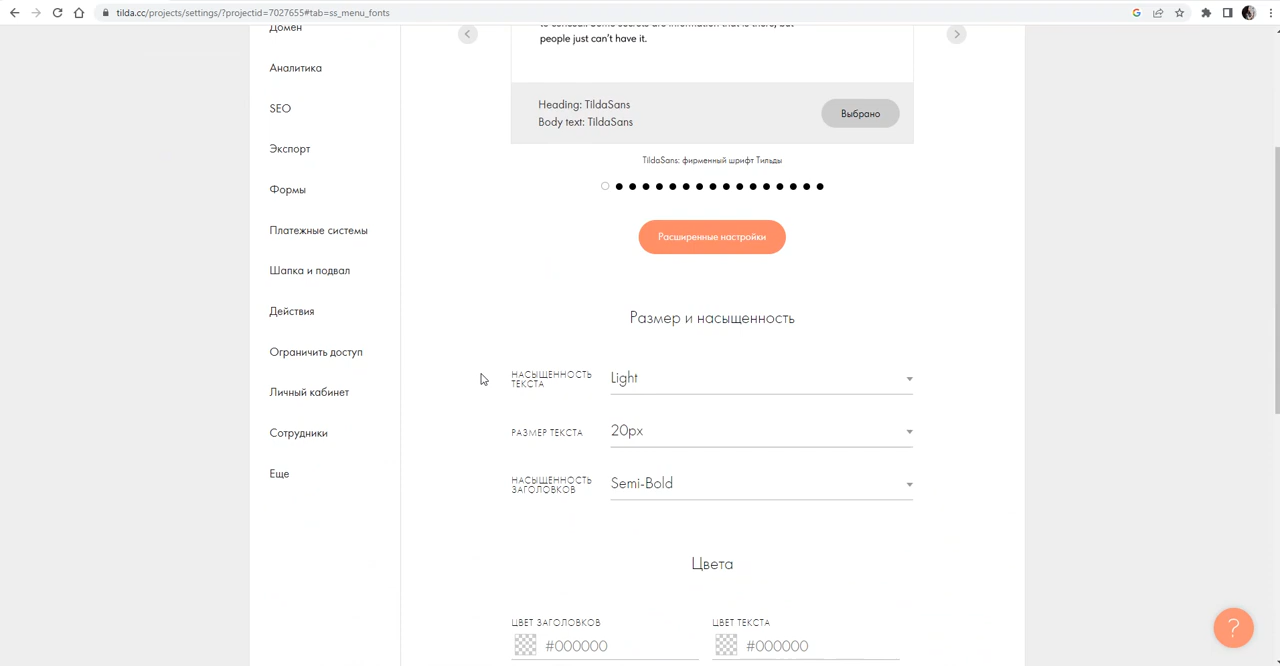 tilda.cc/projects/settings/?projectid=7027655#tab=ss_menu_fonts
Домен
Аналитика
SEO
Экспорт
Формы
Платежные системы
Шапка и подвал
Действия
Ограничить доступ
Личный кабинет
Сотрудники
Еще
people just can't have it.
Heading: TildaSans
Body text: TildaSans
Выбрано
TildaSans: фирменный шрифт Тильды
Расширенные настройки
Размер и насыщенность
НАСЫЩЕННОСТЬ
ТЕКСТА
Light
РАЗМЕР ТЕКСТА
20px
НАСЫЩЕННОСТЬ
ЗАГОЛОВКОВ
Semi-Bold
Цвета
ЦВЕТ ЗАГОЛОВКОВ
#000000
ЦВЕТ ТЕКСТА
#000000
?